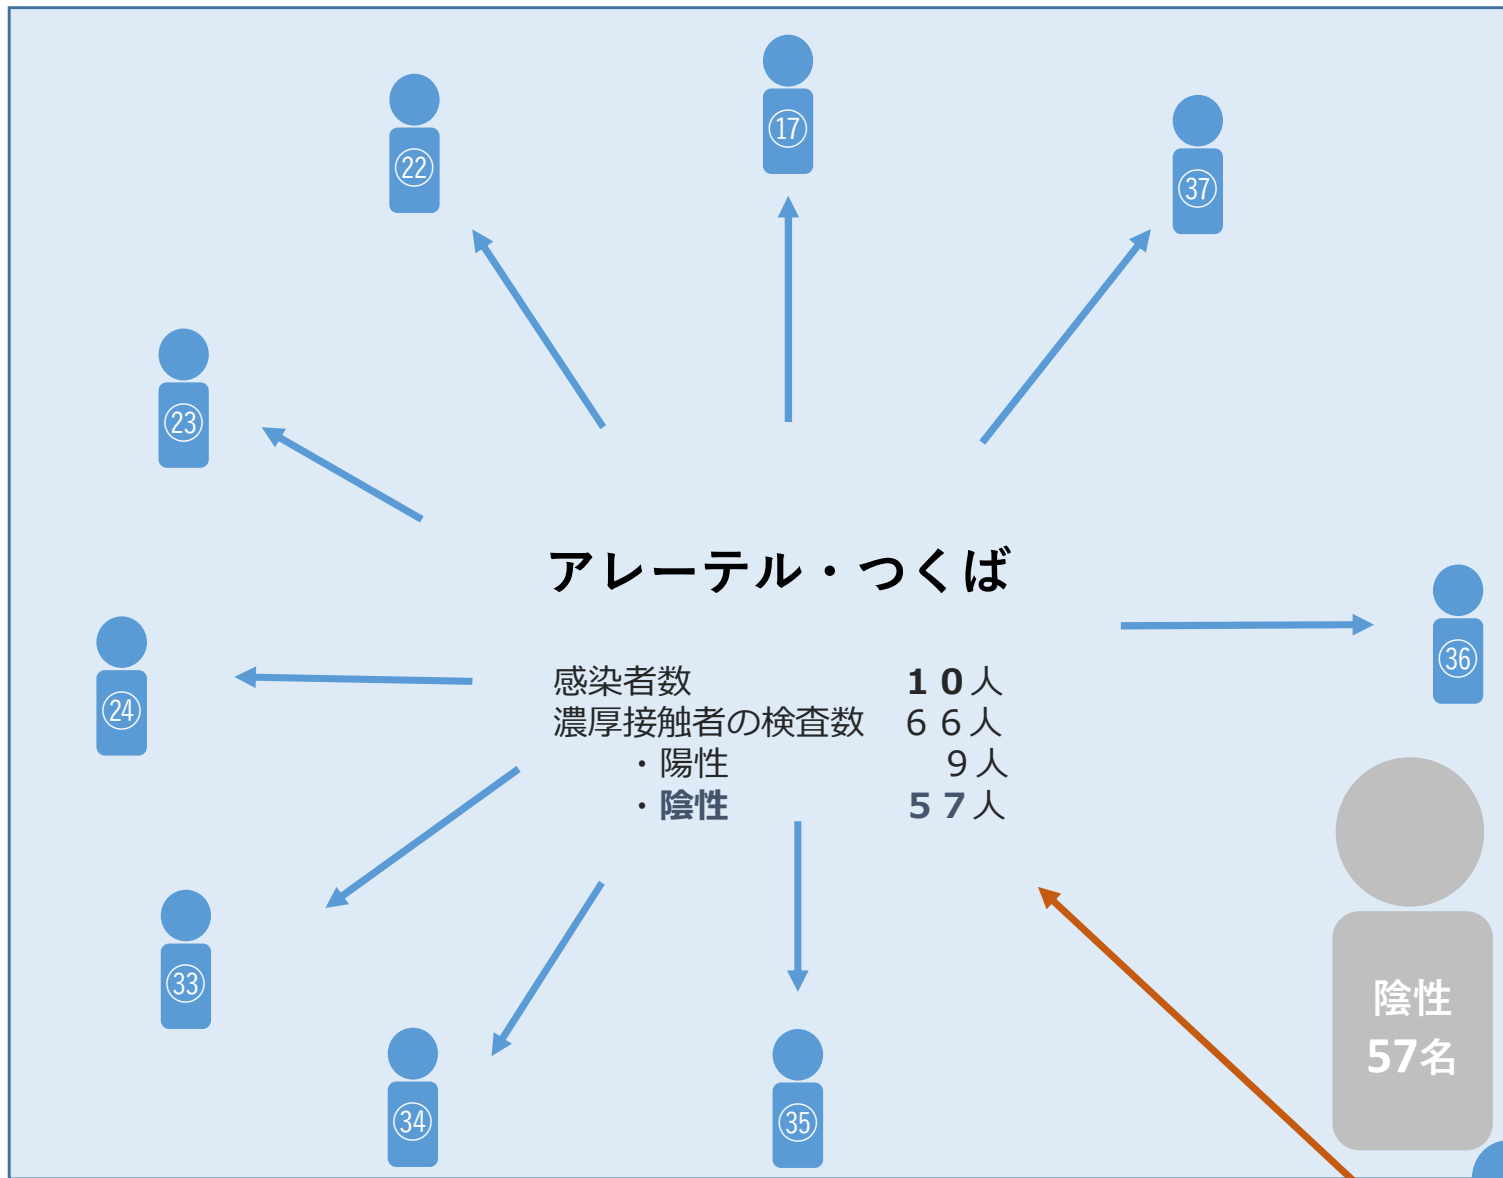 ⑰
㉒
㊲
㉓
アレーテル・つくば
㊱
感染者数 10人
濃厚接触者の検査数 66人
・陽性 9人
・陰性 57人
㉔
㉝
陰性
57名
㉞
㉟